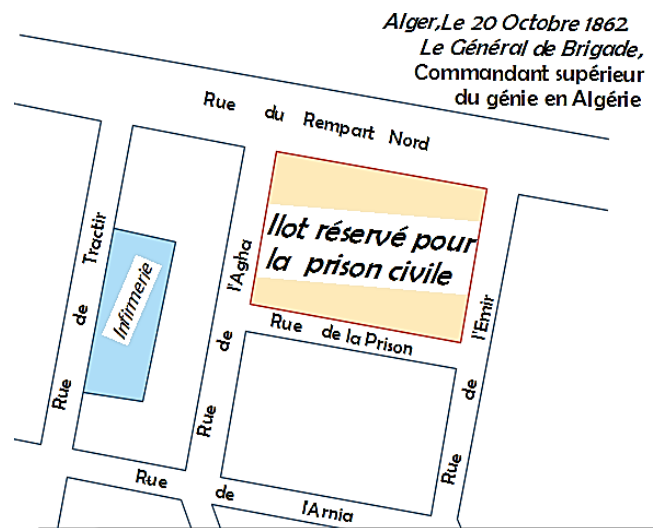 Alger,Le 20 Octobre 1862
Le Général de Brigade,
Commandant supérieur
du génie en Algérie
Rue du Rempart Nord
Ilot réservé pour
la prison civile
Rue de Tractir
Infirmerie
Rue de l'Agha
Rue de la Prison
Rue de l'Emir
Rue de l'Arnia